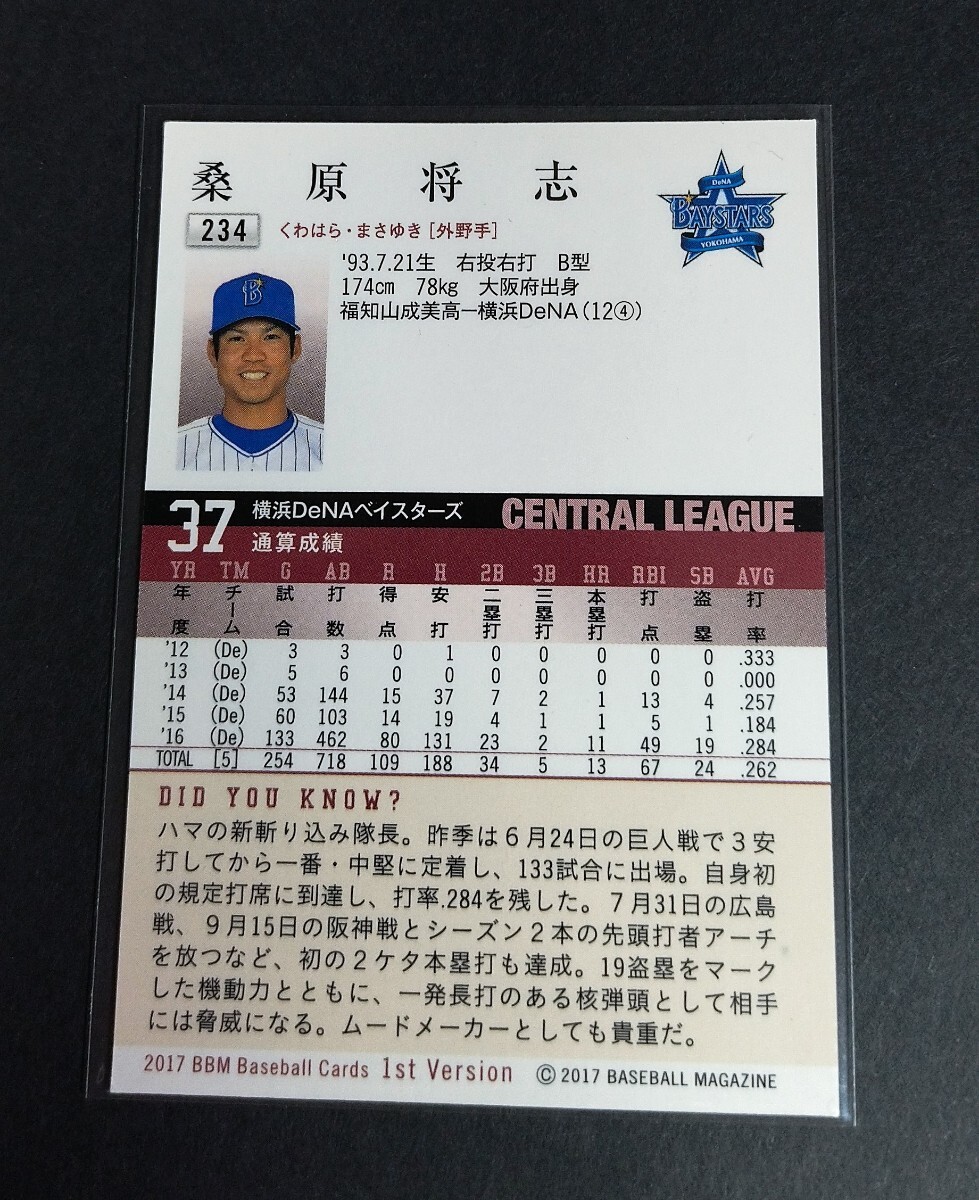 桑原将志
DeNA
BAYSTARS
YOKOHAMA
234 くわはら・まさゆき［外野手］
'93.7.21生 右投右打 B型
174cm 78kg 大阪府出身
福知山成美高ー横浜DeNA（12④）
B
37 横浜DeNAベイスターズ CENTRAL LEAGUE
通算成績
YR TM G AB R H 2B 3B HR RBI SB AVG
年度 チーム 試合 打数 得点 安打 二塁打 三塁打 本塁打 打点 盗塁 打率
'12 (De) 3 3 0 1 0 0 0 0 0 .333
'13 (De) 5 6 0 0 0 0 0 0 0 .000
'14 (De) 53 144 15 37 7 2 1 13 4 .257
'15 (De) 60 103 14 19 4 1 1 5 1 .184
'16 (De) 133 462 80 131 23 2 11 49 19 .284
TOTAL [5] 254 718 109 188 34 5 13 67 24 .262
DID YOU KNOW?
ハマの新斬り込み隊長。昨季は6月24日の巨人戦で3安
打してから一番・中堅に定着し、133試合に出場。自身初
の規定打席に到達し、打率.284を残した。7月31日の広島
戦、9月15日の阪神戦とシーズン2本の先頭打者アーチ
を放つなど、初の2ケタ本塁打も達成。19盗塁をマーク
した機動力とともに、一発長打のある核弾頭として相手
には脅威になる。ムードメーカーとしても貴重だ。
2017 BBM Baseball Cards 1st Version © 2017 BASEBALL MAGAZINE